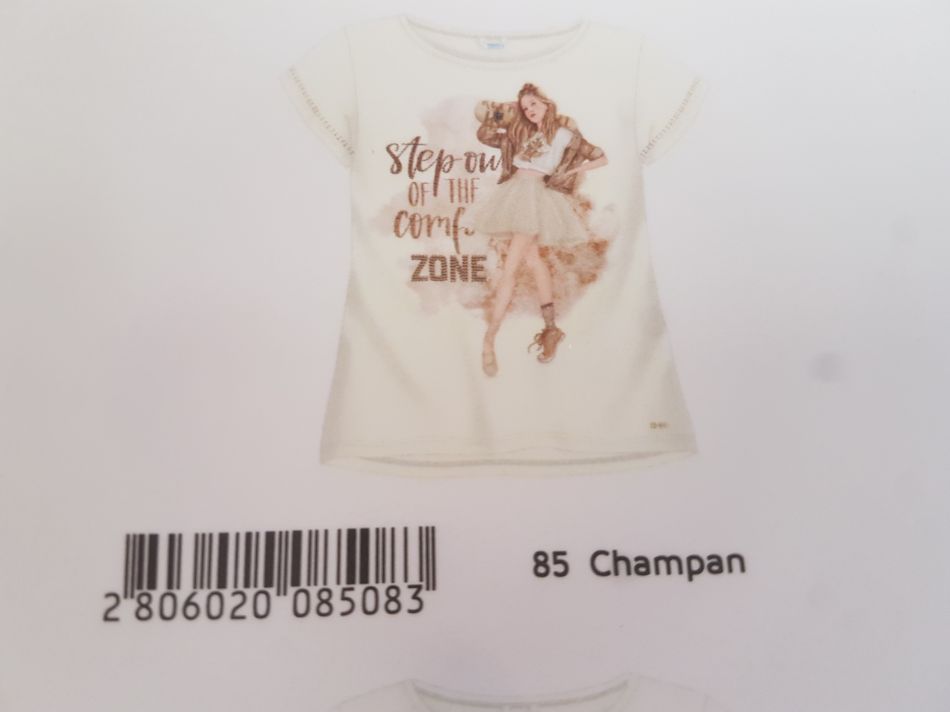 step ou
OF THE
comf
ZONE
2 806020 085083
85 Champan